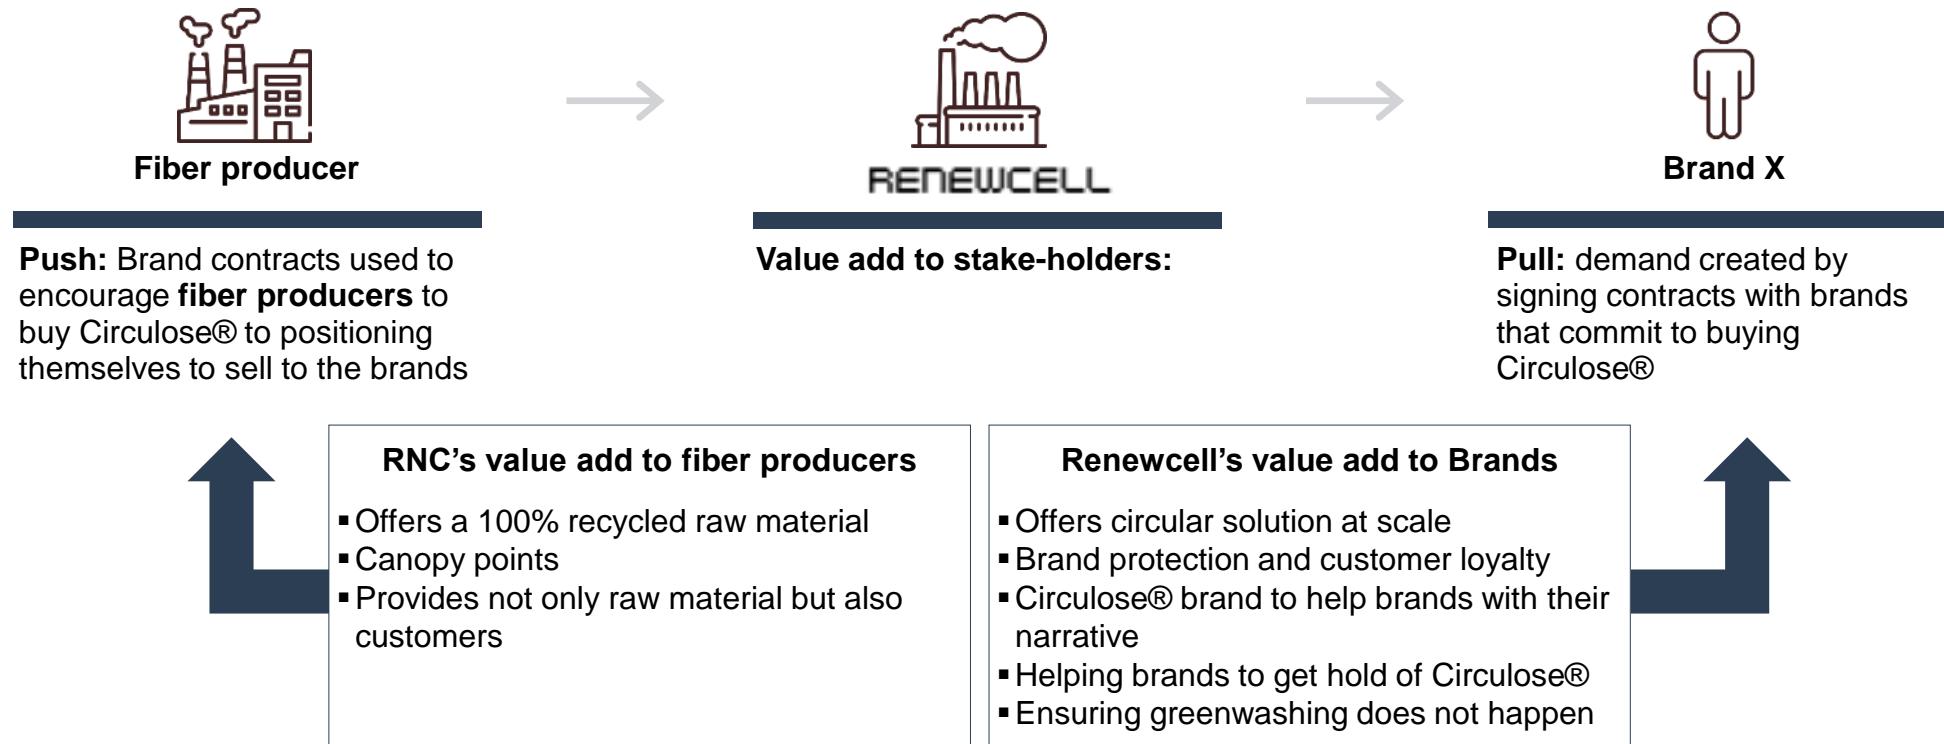 Fiber producer
RENEWCELL
Brand X
Push: Brand contracts used to
encourage fiber producers to
buy Circulose® to positioning
themselves to sell to the brands
Value add to stake-holders:
Pull: demand created by
signing contracts with brands
that commit to buying
Circulose®
RNC’s value add to fiber producers
▪Offers a 100% recycled raw material
▪Canopy points
▪Provides not only raw material but also
customers
Renewcell’s value add to Brands
▪Offers circular solution at scale
▪Brand protection and customer loyalty
▪Circulose® brand to help brands with their
narrative
▪Helping brands to get hold of Circulose®
▪Ensuring greenwashing does not happen